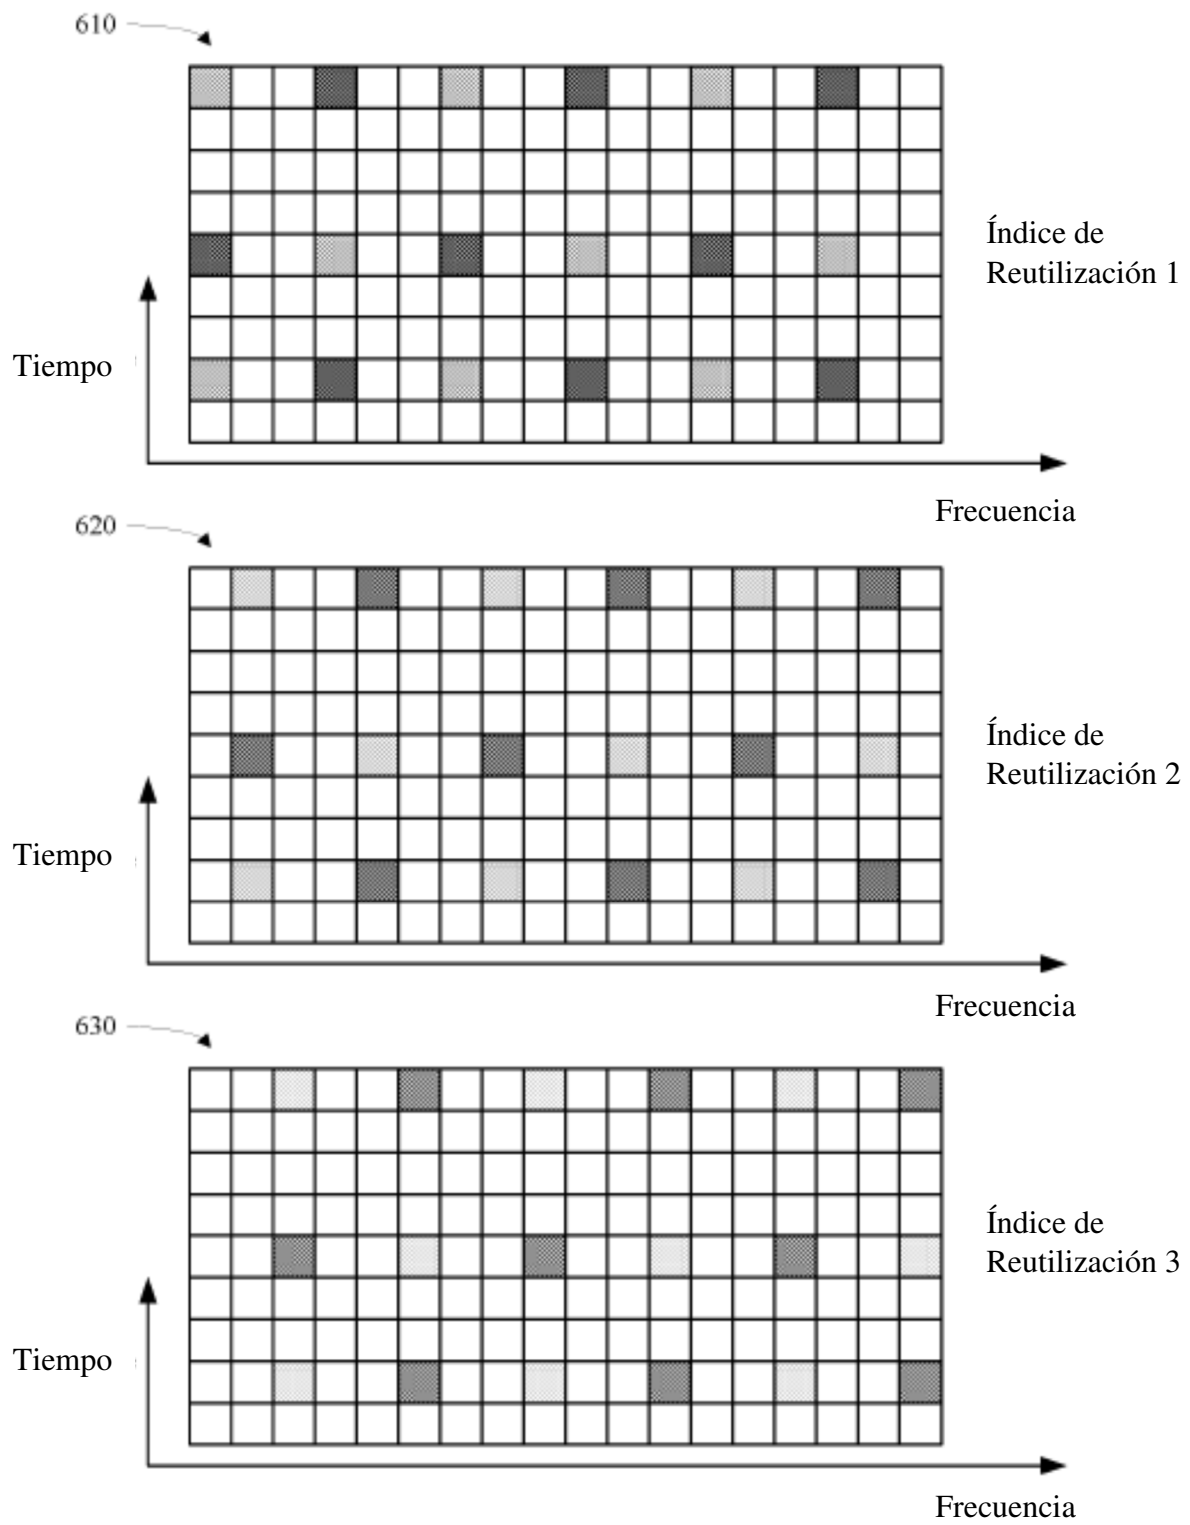 610
Índice de
Reutilización 1
Tiempo
Frecuencia
620
Índice de
Reutilización 2
Tiempo
Frecuencia
630
Índice de
Reutilización 3
Tiempo
Frecuencia